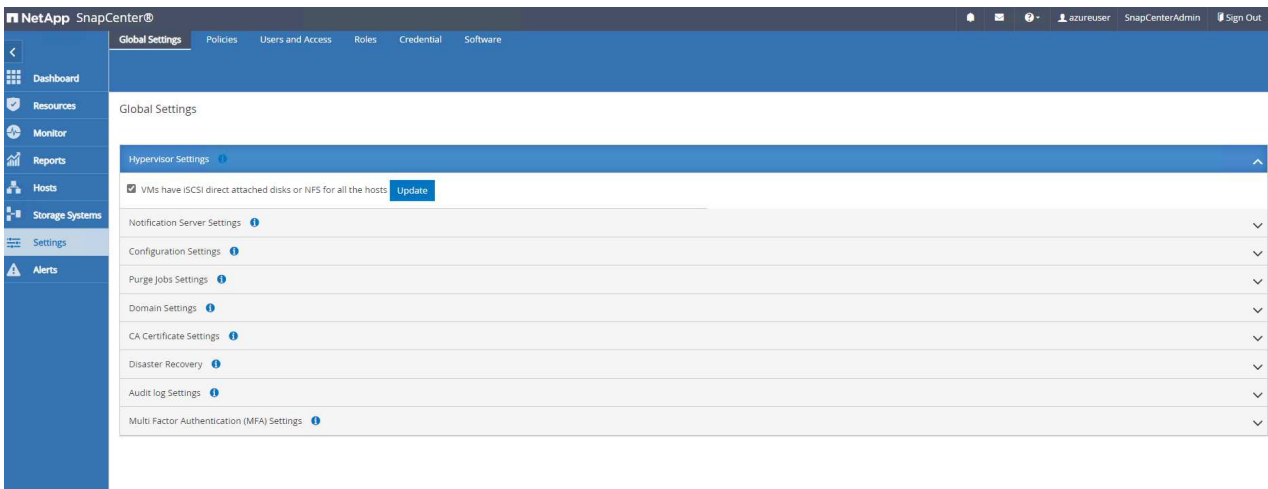 NetApp SnapCenter®
azureuser SnapCenterAdmin Sign Out
Global Settings Policies Users and Access Roles Credential Software
Dashboard
Resources
Monitor
Reports
Hosts
Storage Systems
Settings
Alerts
Global Settings
Hypervisor Settings
VMs have iSCSI direct attached disks or NFS for all the hosts Update
Notification Server Settings
Configuration Settings
Purge Jobs Settings
Domain Settings
CA Certificate Settings
Disaster Recovery
Audit log Settings
Multi Factor Authentication (MFA) Settings